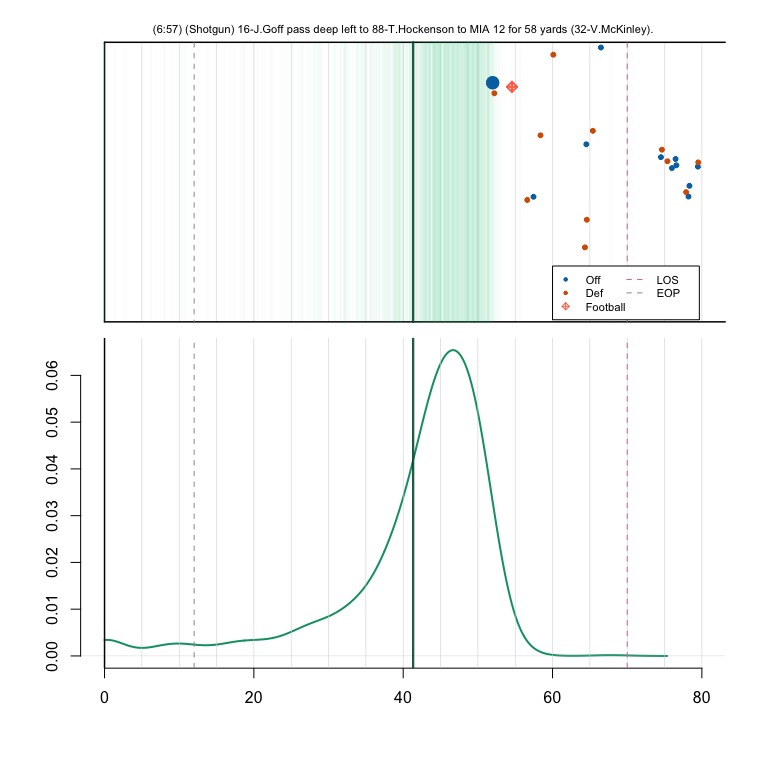 (6:57) (Shotgun) 16-J.Goff pass deep left to 88-T.Hockenson to MIA 12 for 58 yards (32-V.McKinley).
Off LOS
Def EOP
Football
0.06
0.05
0.04
0.03
0.02
0.01
0.00
0 20 40 60 80